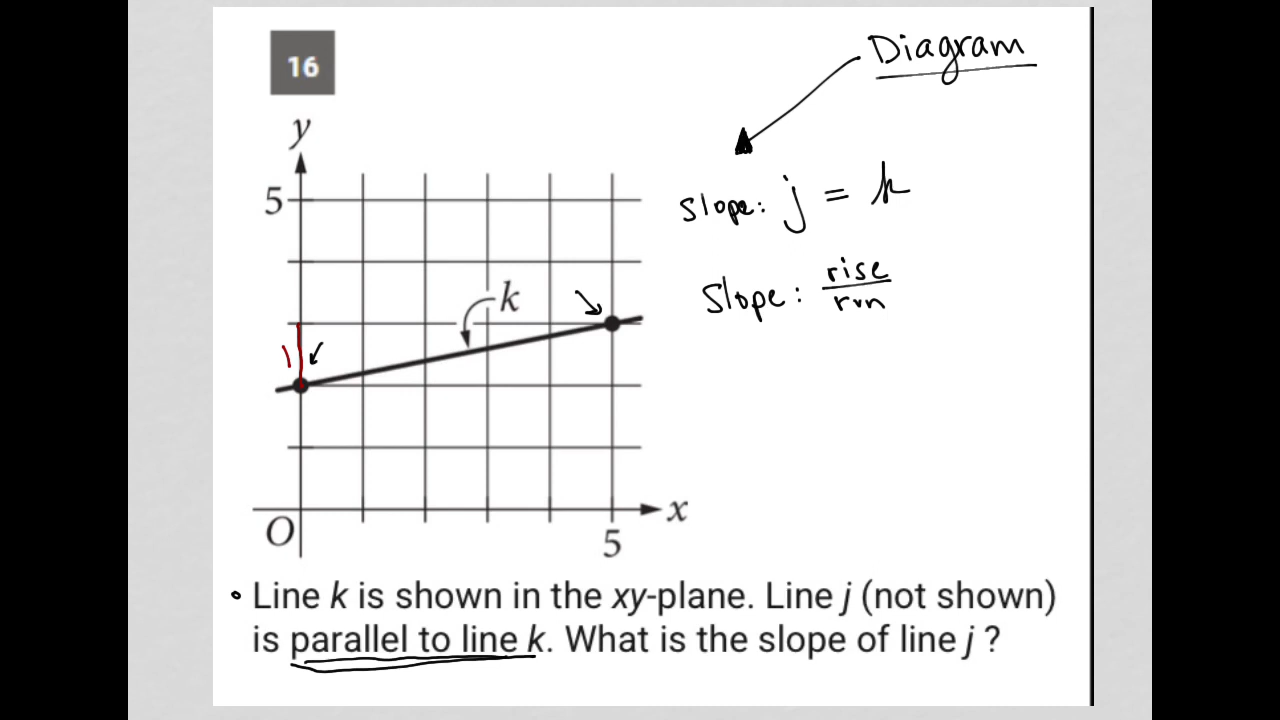 16
Diagram
y
5
slope: j = k
k
Slope: rise
run
1
x
O
5
Line k is shown in the xy-plane. Line j (not shown)
is parallel to line k. What is the slope of line j ?